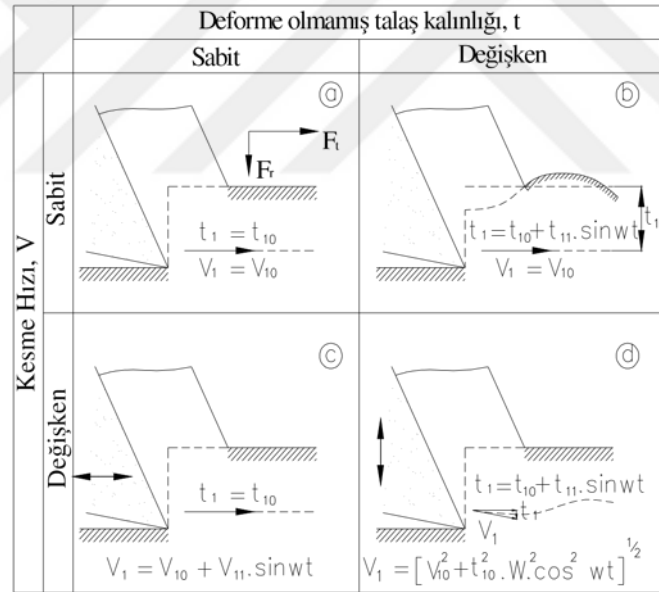 Deforme olmamış talaş kalınlığı, t
Sabit
Değişken
Kesme Hızı, V
Sabit
Değişken
a
Fₜ
Fᵣ
t₁ = t₁₀
V₁ = V₁₀
b
t₁=t₁₀+t₁₁.sinwt
t₁
V₁ = V₁₀
c
t₁ = t₁₀
V₁ = V₁₀ + V₁₁.sinwt
d
t₁=t₁₀+t₁₁.sinwt
t₁
V₁
V₁ = [V₁₀²+t₁₀².W².cos² wt]^½